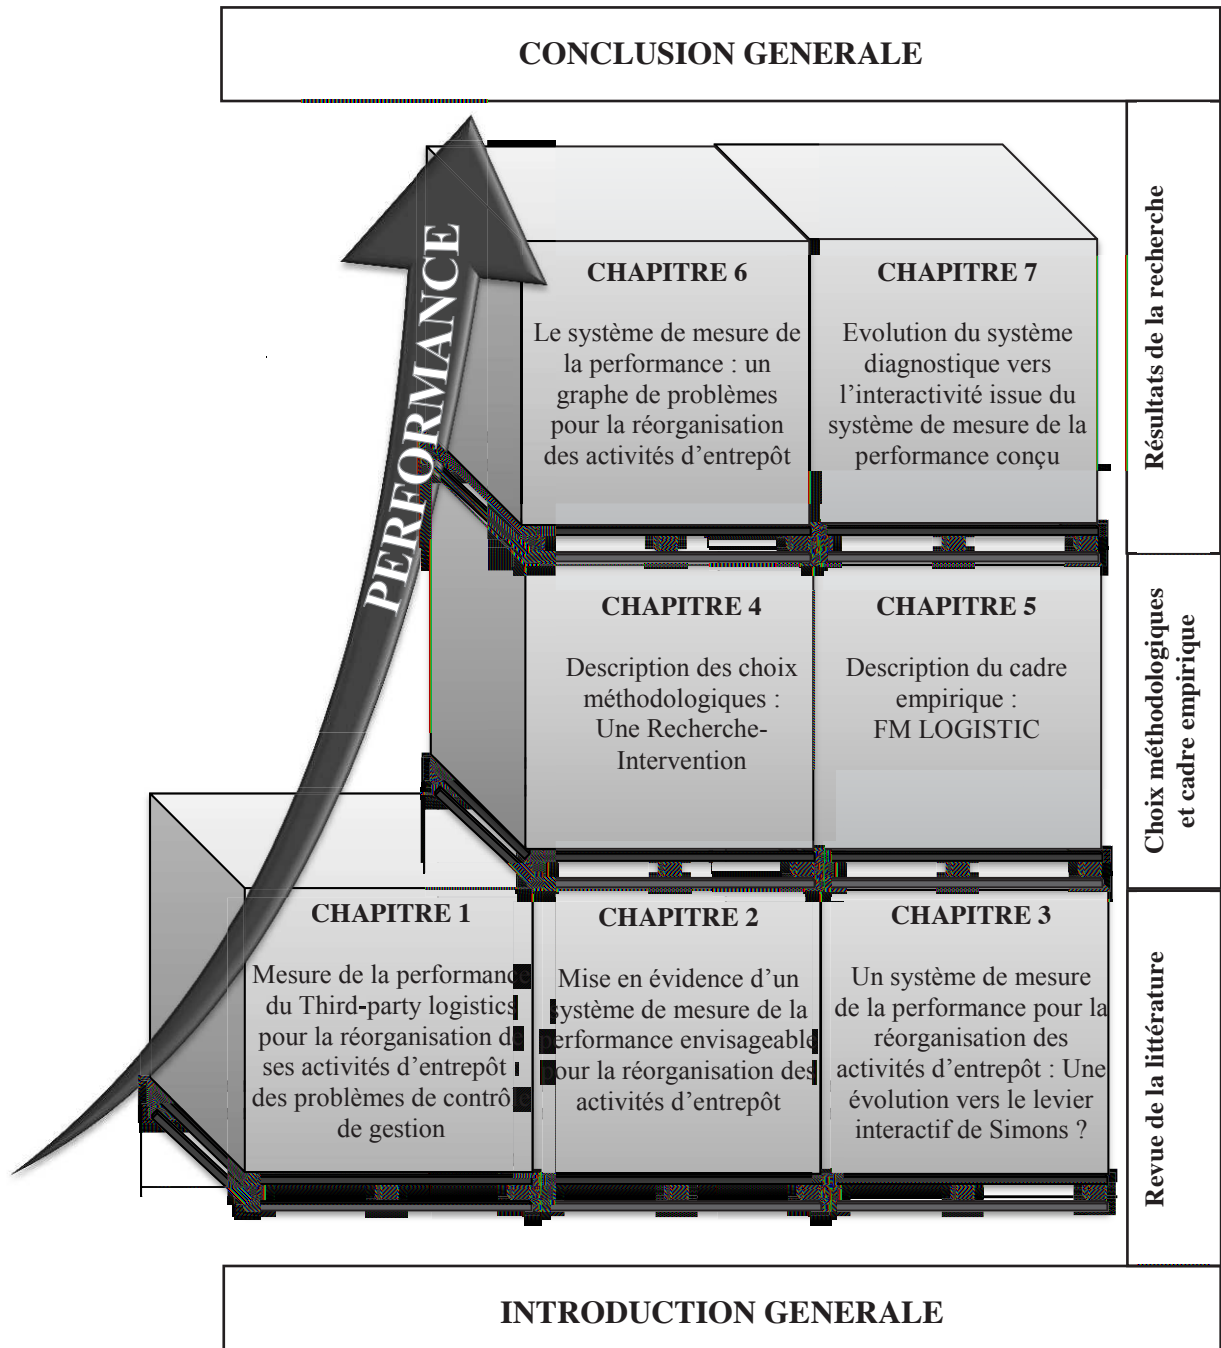 CONCLUSION GENERALE
PERFORMANCE
CHAPITRE 6
Le système de mesure de
la performance : un
graphe de problèmes
pour la réorganisation
des activités d’entrepôt
CHAPITRE 7
Evolution du système
diagnostique vers
l’interactivité issue du
système de mesure de la
performance conçu
Résultats de la recherche
CHAPITRE 4
Description des choix
méthodologiques :
Une Recherche-
Intervention
CHAPITRE 5
Description du cadre
empirique :
FM LOGISTIC
Choix méthodologiques
et cadre empirique
CHAPITRE 1
Mesure de la performance
du Third-party logistics
pour la réorganisation de
ses activités d’entrepôt :
des problèmes de contrôle
de gestion
CHAPITRE 2
Mise en évidence d’un
système de mesure de la
performance envisageable
pour la réorganisation des
activités d’entrepôt
CHAPITRE 3
Un système de mesure
de la performance pour la
réorganisation des
activités d’entrepôt : Une
évolution vers le levier
interactif de Simons ?
Revue de la littérature
INTRODUCTION GENERALE